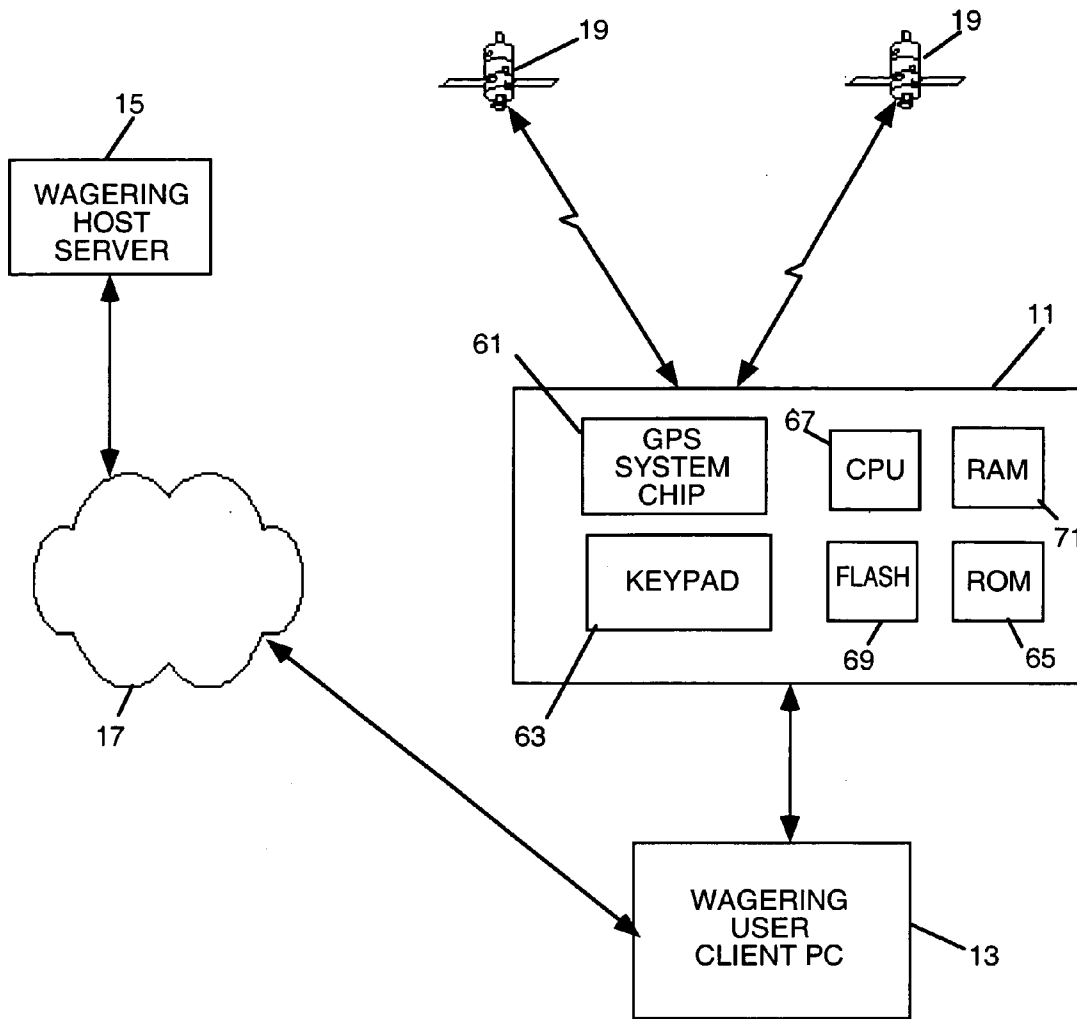 19
19
15
WAGERING
HOST
SERVER
11
61
GPS
SYSTEM
CHIP
67
CPU
RAM
71
KEYPAD
FLASH
ROM
69
65
63
17
WAGERING
USER
CLIENT PC
13